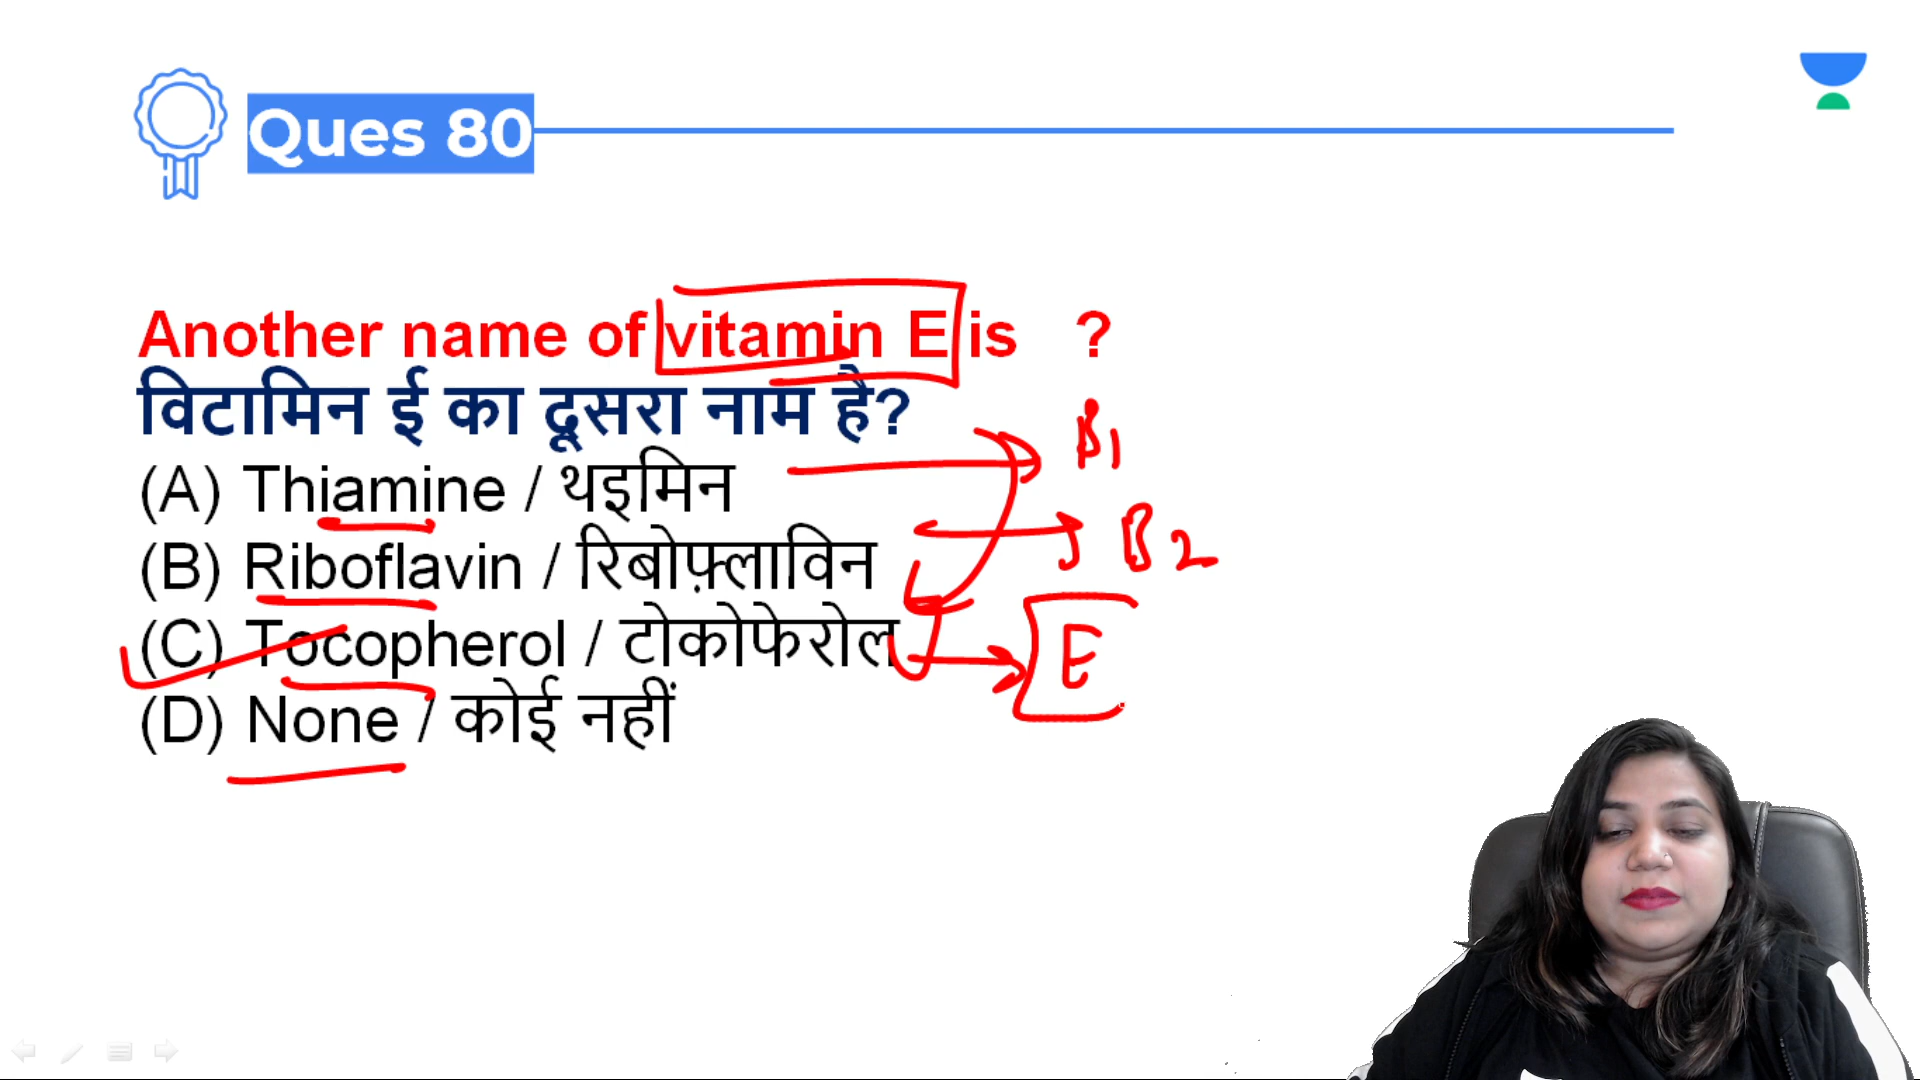 Ques 80
Another name of vitamin E is ?
विटामिन ई का दूसरा नाम है?
(A) Thiamine / थइमिन
B1
(B) Riboflavin / रिबोफ़्लाविन
B2
(C) Tocopherol / टोकोफेरोल
E
(D) None / कोई नहीं